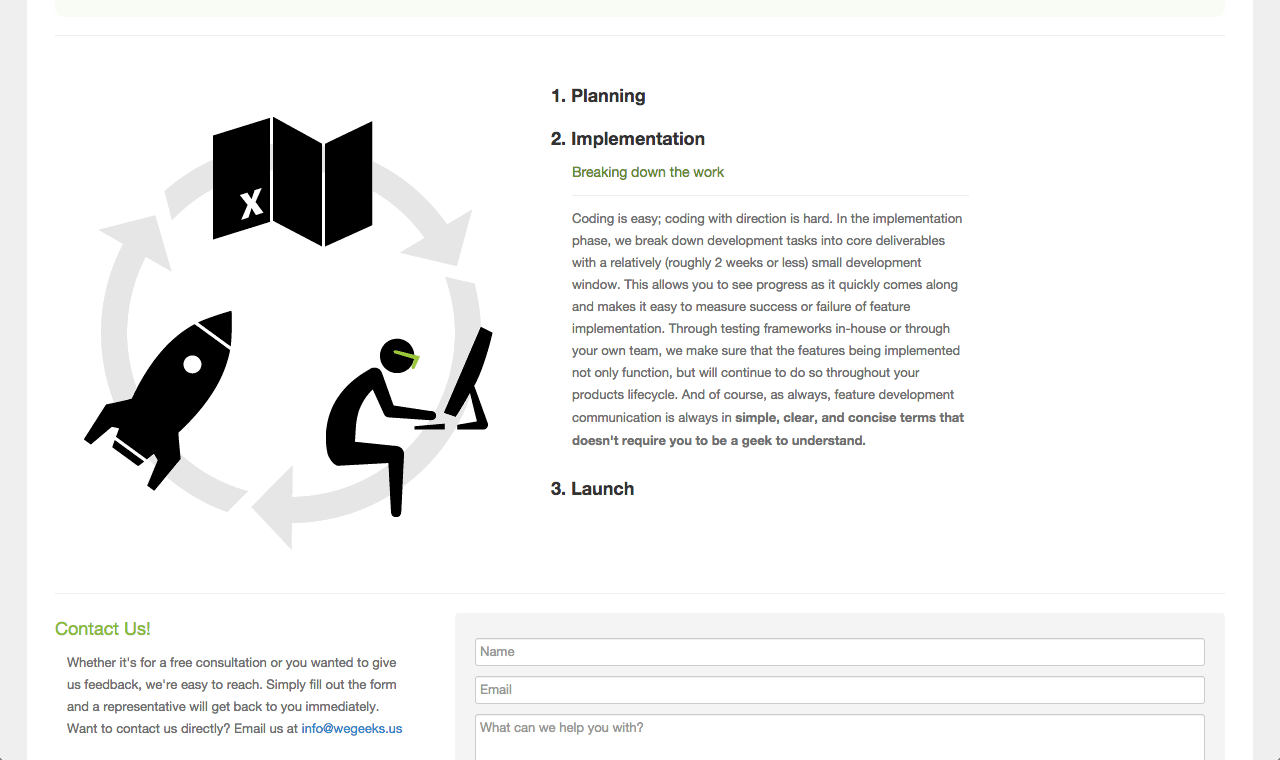 X
1. Planning
2. Implementation
Breaking down the work
Coding is easy; coding with direction is hard. In the implementation
phase, we break down development tasks into core deliverables
with a relatively (roughly 2 weeks or less) small development
window. This allows you to see progress as it quickly comes along
and makes it easy to measure success or failure of feature
implementation. Through testing frameworks in-house or through
your own team, we make sure that the features being implemented
not only function, but will continue to do so throughout your
products lifecycle. And of course, as always, feature development
communication is always in simple, clear, and concise terms that
doesn't require you to be a geek to understand.
3. Launch
Contact Us!
Whether it's for a free consultation or you wanted to give
us feedback, we're easy to reach. Simply fill out the form
and a representative will get back to you immediately.
Want to contact us directly? Email us at info@wegeeks.us
Name
Email
What can we help you with?